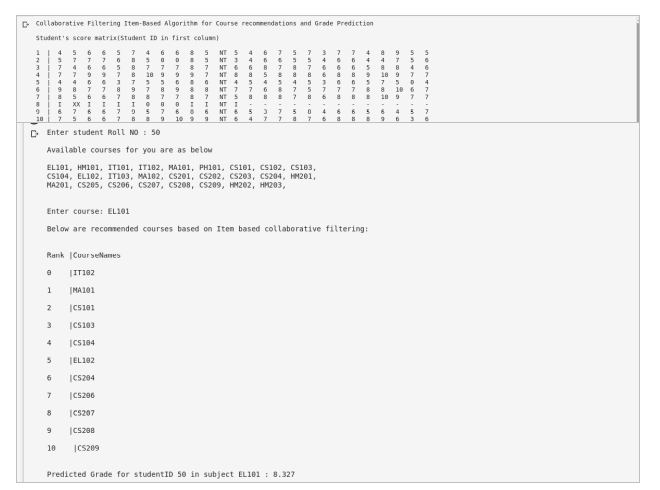 Collaborative Filtering Item-Based Algorithm for Course recommendations and Grade Prediction
Student's score matrix(Student ID in first column)
1 | 4 5 6 6 5 7 4 6 6 8 5 NT 5 4 6 7 5 7 3 7 7 4 8 9 5 5
2 | 5 7 7 7 6 8 5 0 0 8 5 NT 3 4 6 6 5 5 4 6 6 4 4 7 5 6
3 | 7 4 6 6 5 8 7 7 7 8 7 NT 6 6 8 7 8 7 6 6 6 5 8 8 4 6
4 | 7 7 9 9 7 8 10 9 9 9 7 NT 8 8 5 8 8 8 6 8 8 9 10 9 7 7
5 | 4 4 6 6 3 7 5 5 6 8 6 NT 4 5 4 5 4 5 3 6 6 5 7 5 0 4
6 | 9 8 7 7 8 9 7 8 9 8 8 NT 7 7 6 8 7 5 7 7 7 8 8 10 6 7
7 | 8 5 6 6 7 8 8 7 7 8 7 NT 5 8 8 8 7 8 6 8 8 8 10 9 7 7
8 | I XX I I I I 0 0 0 I I NT I - - - - - - - - - - - - -
9 | 6 7 6 6 7 9 5 7 6 0 6 NT 6 5 3 7 5 0 4 6 6 5 6 4 5 7
10 | 7 5 6 6 7 8 8 9 10 9 9 NT 6 4 7 7 8 7 6 8 8 8 9 6 3 6
Enter student Roll NO : 50
Available courses for you are as below
EL101, HM101, IT101, IT102, MA101, PH101, CS101, CS102, CS103,
CS104, EL102, IT103, MA102, CS201, CS202, CS203, CS204, HM201,
MA201, CS205, CS206, CS207, CS208, CS209, HM202, HM203,
Enter course: EL101
Below are recommended courses based on Item based collaborative filtering:
Rank |CourseNames
0 |IT102
1 |MA101
2 |CS101
3 |CS103
4 |CS104
5 |EL102
6 |CS204
7 |CS206
8 |CS207
9 |CS208
10 |CS209
Predicted Grade for studentID 50 in subject EL101 : 8.327